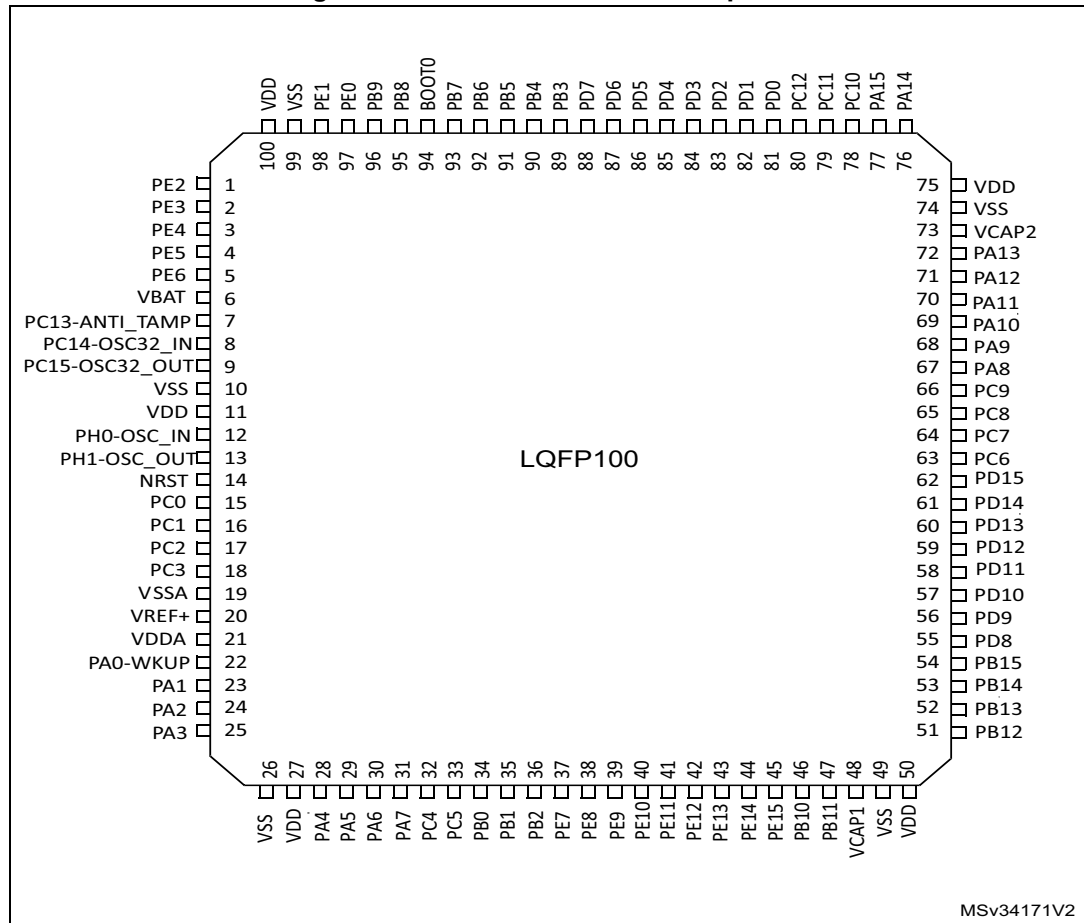 VDD VSS PE1 PE0 PB9 PB8 BOOT0 PB7 PB6 PB5 PB4 PB3 PD7 PD6 PD5 PD4 PD3 PD2 PD1 PD0 PC12 PC11 PC10 PA15 PA14
100 99 98 97 96 95 94 93 92 91 90 89 88 87 86 85 84 83 82 81 80 79 78 77 76
PE2 1
PE3 2
PE4 3
PE5 4
PE6 5
VBAT 6
PC13-ANTI_TAMP 7
PC14-OSC32_IN 8
PC15-OSC32_OUT 9
VSS 10
VDD 11
PH0-OSC_IN 12
PH1-OSC_OUT 13
NRST 14
PC0 15
PC1 16
PC2 17
PC3 18
VSSA 19
VREF+ 20
VDDA 21
PA0-WKUP 22
PA1 23
PA2 24
PA3 25
LQFP100
75 VDD
74 VSS
73 VCAP2
72 PA13
71 PA12
70 PA11
69 PA10
68 PA9
67 PA8
66 PC9
65 PC8
64 PC7
63 PC6
62 PD15
61 PD14
60 PD13
59 PD12
58 PD11
57 PD10
56 PD9
55 PD8
54 PB15
53 PB14
52 PB13
51 PB12
26 27 28 29 30 31 32 33 34 35 36 37 38 39 40 41 42 43 44 45 46 47 48 49 50
VSS VDD PA4 PA5 PA6 PA7 PC4 PC5 PB0 PB1 PB2 PE7 PE8 PE9 PE10 PE11 PE12 PE13 PE14 PE15 PB10 PB11 VCAP1 VSS VDD
MSv34171V2